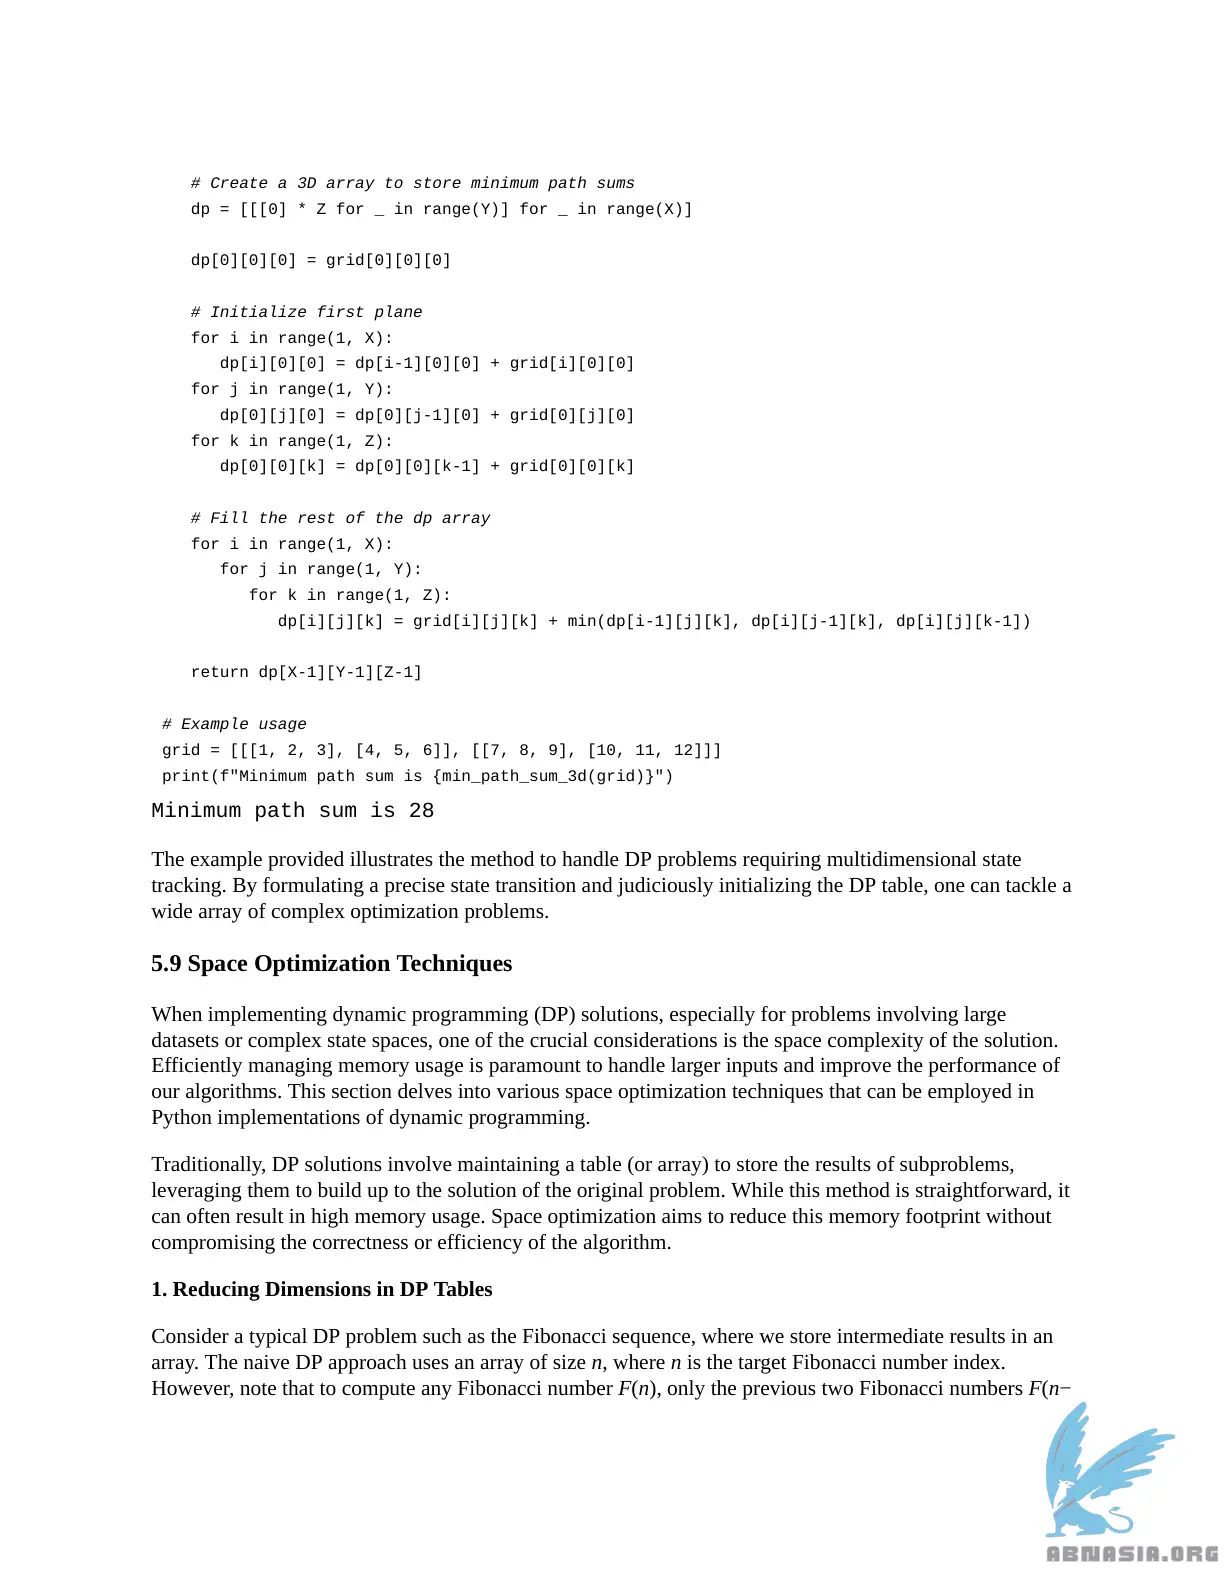 # Create a 3D array to store minimum path sums
dp = [[[0] * Z for _ in range(Y)] for _ in range(X)]
dp[0][0][0] = grid[0][0][0]
# Initialize first plane
for i in range(1, X):
dp[i][0][0] = dp[i-1][0][0] + grid[i][0][0]
for j in range(1, Y):
dp[0][j][0] = dp[0][j-1][0] + grid[0][j][0]
for k in range(1, Z):
dp[0][0][k] = dp[0][0][k-1] + grid[0][0][k]
# Fill the rest of the dp array
for i in range(1, X):
for j in range(1, Y):
for k in range(1, Z):
dp[i][j][k] = grid[i][j][k] + min(dp[i-1][j][k], dp[i][j-1][k], dp[i][j][k-1])
return dp[X-1][Y-1][Z-1]
# Example usage
grid = [[[1, 2, 3], [4, 5, 6]], [[7, 8, 9], [10, 11, 12]]]
print(f"Minimum path sum is {min_path_sum_3d(grid)}")
Minimum path sum is 28
The example provided illustrates the method to handle DP problems requiring multidimensional state
tracking. By formulating a precise state transition and judiciously initializing the DP table, one can tackle a
wide array of complex optimization problems.
5.9 Space Optimization Techniques
When implementing dynamic programming (DP) solutions, especially for problems involving large
datasets or complex state spaces, one of the crucial considerations is the space complexity of the solution.
Efficiently managing memory usage is paramount to handle larger inputs and improve the performance of
our algorithms. This section delves into various space optimization techniques that can be employed in
Python implementations of dynamic programming.
Traditionally, DP solutions involve maintaining a table (or array) to store the results of subproblems,
leveraging them to build up to the solution of the original problem. While this method is straightforward, it
can often result in high memory usage. Space optimization aims to reduce this memory footprint without
compromising the correctness or efficiency of the algorithm.
1. Reducing Dimensions in DP Tables
Consider a typical DP problem such as the Fibonacci sequence, where we store intermediate results in an
array. The naive DP approach uses an array of size n, where n is the target Fibonacci number index.
However, note that to compute any Fibonacci number F(n), only the previous two Fibonacci numbers F(n−
ABNASIA.ORG